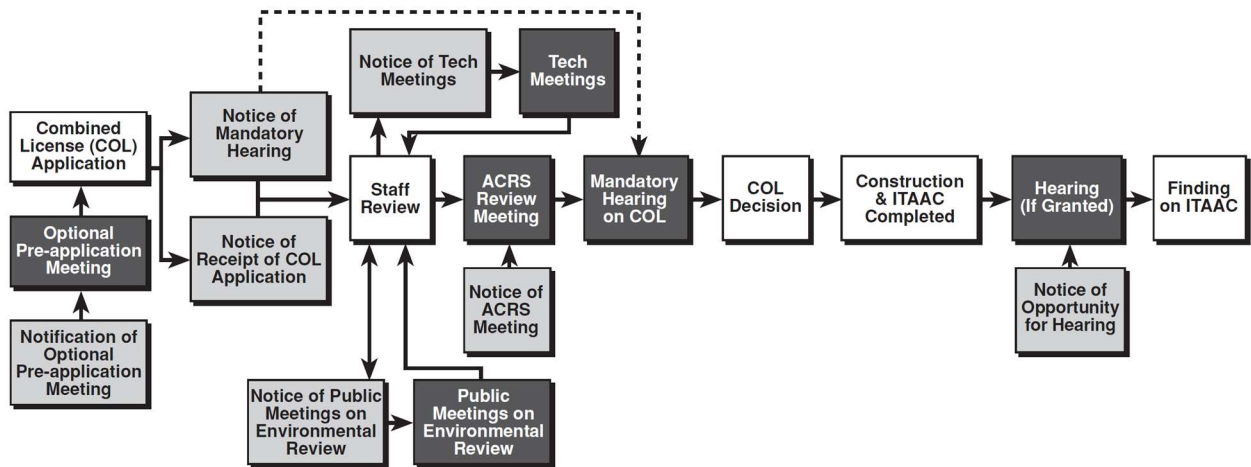 Notice of Tech
Meetings
Tech
Meetings
Combined
License (COL)
Application
Notice of
Mandatory
Hearing
Optional
Pre-application
Meeting
Notice of
Receipt of COL
Application
Notification of
Optional
Pre-application
Meeting
Staff
Review
ACRS
Review
Meeting
Mandatory
Hearing
on COL
COL
Decision
Construction
& ITAAC
Completed
Hearing
(If Granted)
Finding
on ITAAC
Notice of
ACRS
Meeting
Notice of
Opportunity
for Hearing
Notice of Public
Meetings on
Environmental
Review
Public
Meetings on
Environmental
Review